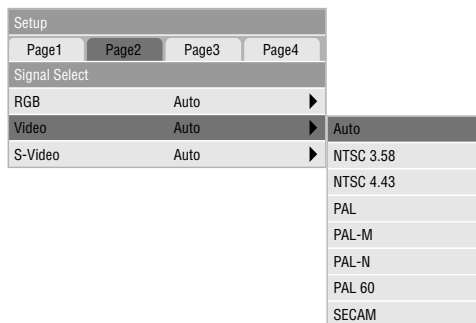 Setup
Page1 Page2 Page3 Page4
Signal Select
RGB Auto
Video Auto
S-Video Auto
Auto
NTSC 3.58
NTSC 4.43
PAL
PAL-M
PAL-N
PAL 60
SECAM